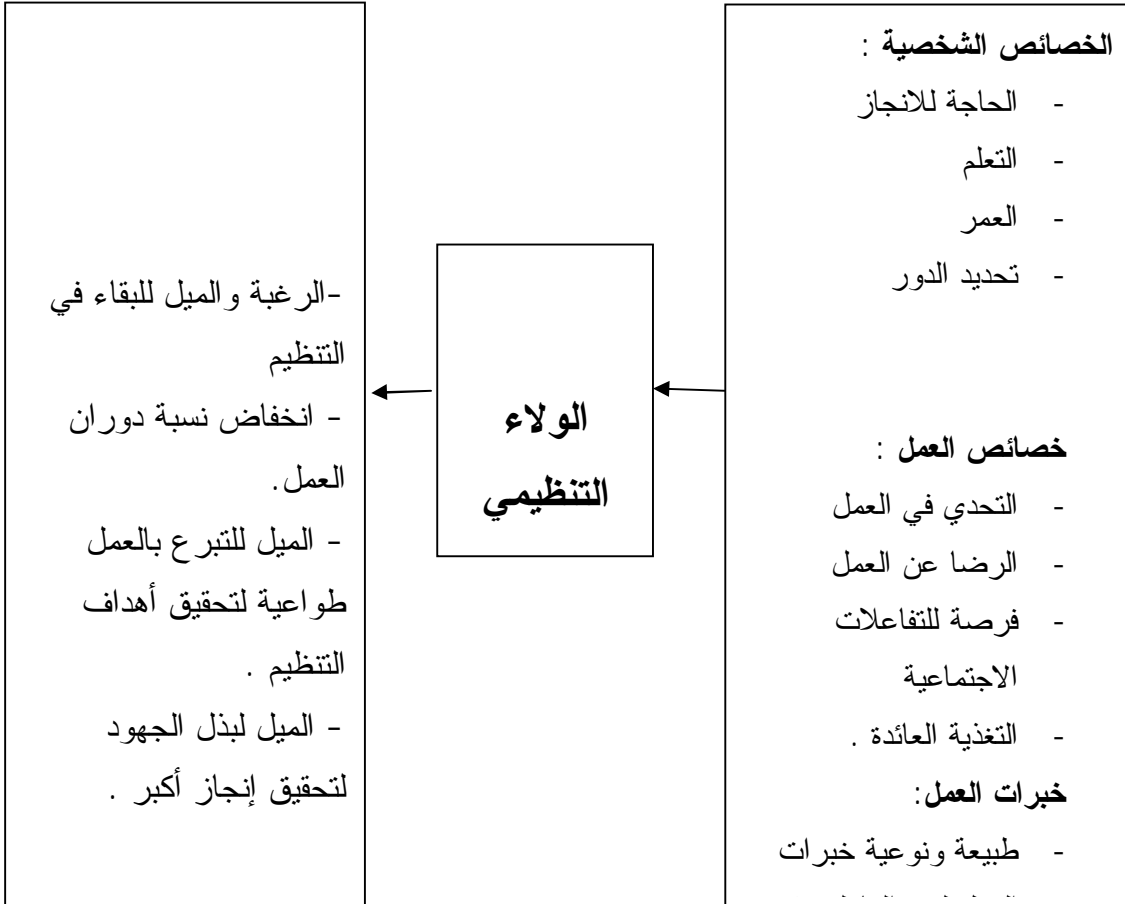 الخصائص الشخصية :
- الحاجة للانجاز
- التعلم
- العمر
- تحديد الدور
خصائص العمل :
- التحدي في العمل
- الرضا عن العمل
- فرصة للتفاعلات
الاجتماعية
- التغذية العائدة .
خبرات العمل:
- طبيعة ونوعية خبرات
الولاء
التنظيمي
-الرغبة والميل للبقاء في
التنظيم
- انخفاض نسبة دوران
العمل.
- الميل للتبرع بالعمل
طواعية لتحقيق أهداف
التنظيم .
- الميل لبذل الجهود
لتحقيق إنجاز أكبر .